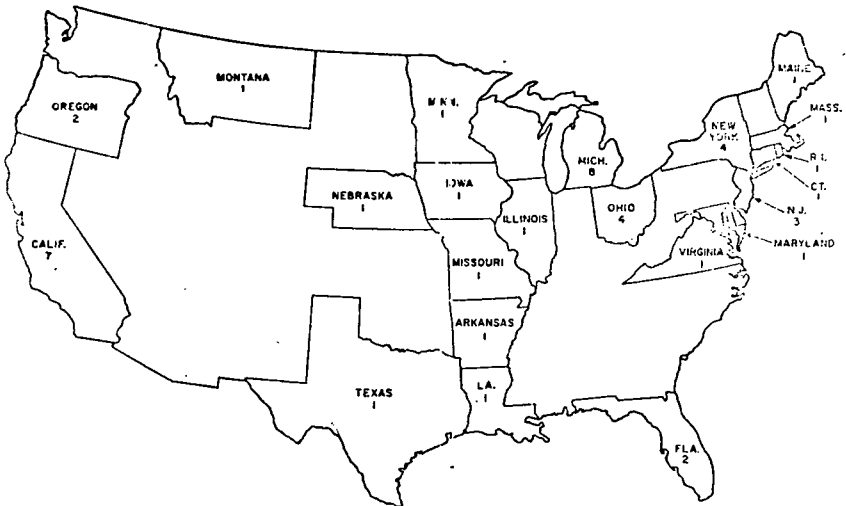 MONTANA
1
OREGON
2
CALIF.
7
NEBRASKA
1
MINN.
1
IOWA
1
MISSOURI
1
ARKANSAS
1
LA.
1
TEXAS
1
ILLINOIS
1
MICH.
8
OHIO
4
NEW
YORK
4
MAINE
1
MASS.
1
R.I.
1
CT.
1
N.J.
3
MARYLAND
1
VIRGINIA
1
FLA.
2